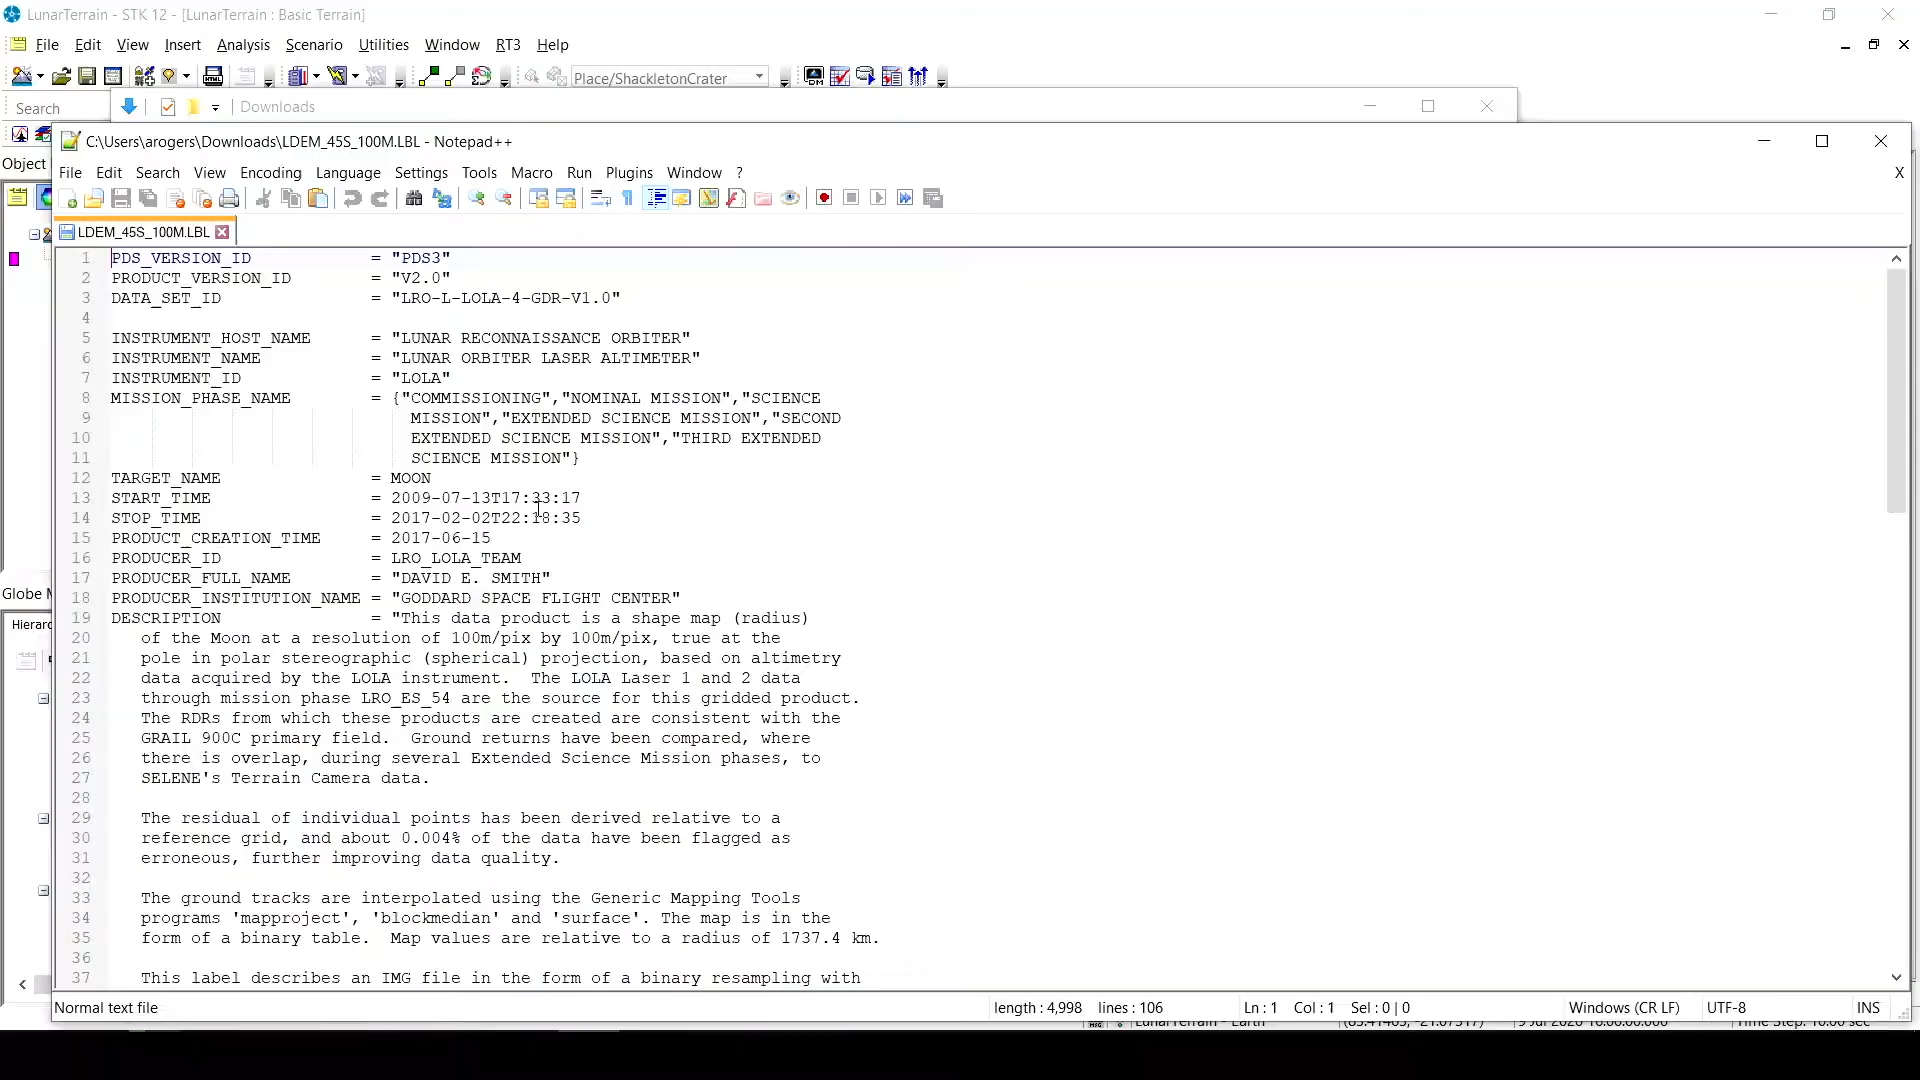 LunarTerrain - STK 12 - [LunarTerrain : Basic Terrain]
File Edit View Insert Analysis Scenario Utilities Window RT3 Help
Place/ShackletonCrater
Search
Downloads
Object
C:\Users\arogers\Downloads\LDEM_45S_100M.LBL - Notepad++
File Edit Search View Encoding Language Settings Tools Macro Run Plugins Window ? X
LDEM_45S_100M.LBL
1 PDS_VERSION_ID = "PDS3"
2 PRODUCT_VERSION_ID = "V2.0"
3 DATA_SET_ID = "LRO-L-LOLA-4-GDR-V1.0"
4
5 INSTRUMENT_HOST_NAME = "LUNAR RECONNAISSANCE ORBITER"
6 INSTRUMENT_NAME = "LUNAR ORBITER LASER ALTIMETER"
7 INSTRUMENT_ID = "LOLA"
8 MISSION_PHASE_NAME = {"COMMISSIONING","NOMINAL MISSION","SCIENCE
9 MISSION","EXTENDED SCIENCE MISSION","SECOND
10 EXTENDED SCIENCE MISSION","THIRD EXTENDED
11 SCIENCE MISSION"}
12 TARGET_NAME = MOON
13 START_TIME = 2009-07-13T17:33:17
14 STOP_TIME = 2017-02-02T22:18:35
15 PRODUCT_CREATION_TIME = 2017-06-15
16 PRODUCER_ID = LRO_LOLA_TEAM
17 PRODUCER_FULL_NAME = "DAVID E. SMITH"
18 PRODUCER_INSTITUTION_NAME = "GODDARD SPACE FLIGHT CENTER"
19 DESCRIPTION = "This data product is a shape map (radius)
20 of the Moon at a resolution of 100m/pix by 100m/pix, true at the
21 pole in polar stereographic (spherical) projection, based on altimetry
22 data acquired by the LOLA instrument.  The LOLA Laser 1 and 2 data
23 through mission phase LRO_ES_54 are the source for this gridded product.
24 The RDRs from which these products are created are consistent with the
25 GRAIL 900C primary field.  Ground returns have been compared, where
26 there is overlap, during several Extended Science Mission phases, to
27 SELENE's Terrain Camera data.
28
29 The residual of individual points has been derived relative to a
30 reference grid, and about 0.004% of the data have been flagged as
31 erroneous, further improving data quality.
32
33 The ground tracks are interpolated using the Generic Mapping Tools
34 programs 'mapproject', 'blockmedian' and 'surface'. The map is in the
35 form of a binary table.  Map values are relative to a radius of 1737.4 km.
36
37 This label describes an IMG file in the form of a binary resampling with
Globe
Hierarc
Normal text file length : 4,998 lines : 106 Ln : 1 Col : 1 Sel : 0 | 0 Windows (CR LF) UTF-8 INS